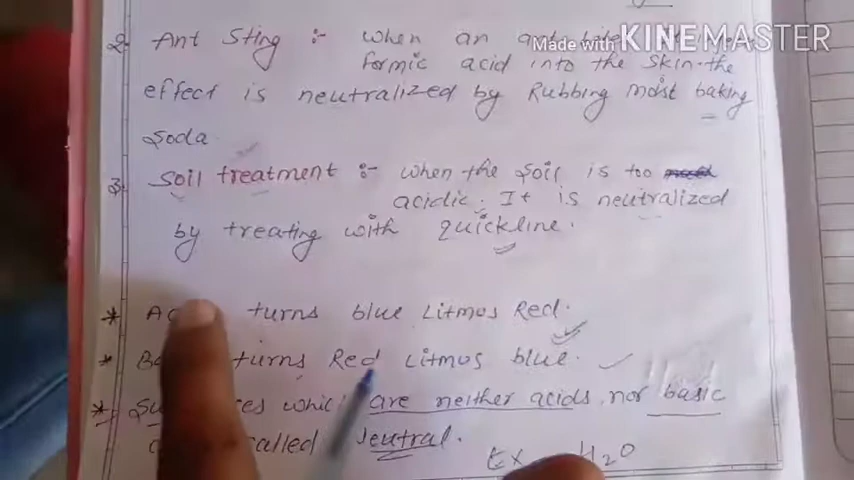 2 Ant Sting :- when an ant
Made with KINEMASTER
formic acid into the skin. the
effect is neutralized by Rubbing moist baking
Soda
3 Soil treatment :- when the Soil is too
acidic. It is neutralized
by treating with quickline.
* turns blue Litmus Red.
* turns Red Litmus blue.
* which are neither acids nor basic
called Neutral.
Ex H2O